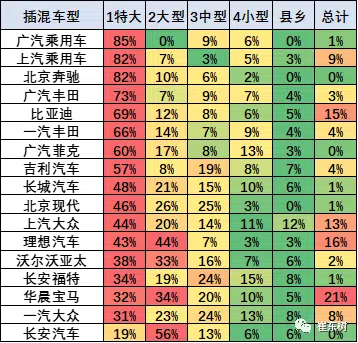 插混车型 1特大 2大型 3中型 4小型 县乡 总计
广汽乘用车 85% 0% 9% 6% 0% 1%
上汽乘用车 82% 7% 3% 5% 3% 9%
北京奔驰 82% 10% 6% 2% 0% 0%
广汽丰田 73% 7% 9% 7% 4% 3%
比亚迪 69% 12% 8% 6% 5% 15%
一汽丰田 66% 14% 7% 9% 4% 4%
广汽菲克 60% 17% 8% 13% 3% 0%
吉利汽车 57% 8% 19% 8% 7% 4%
长城汽车 48% 21% 15% 10% 6% 1%
北京现代 46% 26% 25% 3% 0% 1%
上汽大众 44% 20% 14% 11% 12% 13%
理想汽车 43% 44% 7% 3% 3% 16%
沃尔沃亚太 38% 33% 16% 7% 6% 2%
长安福特 34% 19% 24% 15% 8% 1%
华晨宝马 32% 34% 20% 10% 5% 21%
一汽大众 31% 23% 24% 13% 8% 8%
长安汽车 19% 56% 13% 6% 6% 0%
崔东树